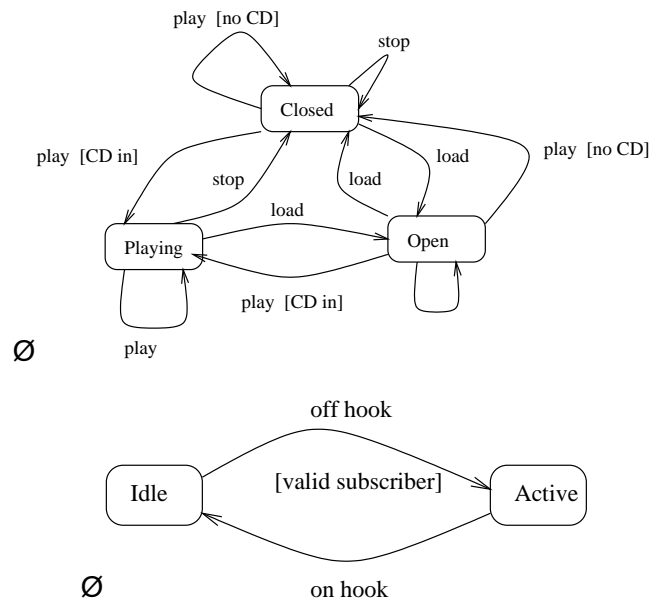 play [no CD]
stop
Closed
play [CD in]
play [no CD]
load
load
stop
load
Playing
Open
play [CD in]
play
Ø
off hook
Idle
[valid subscriber]
Active
on hook
Ø